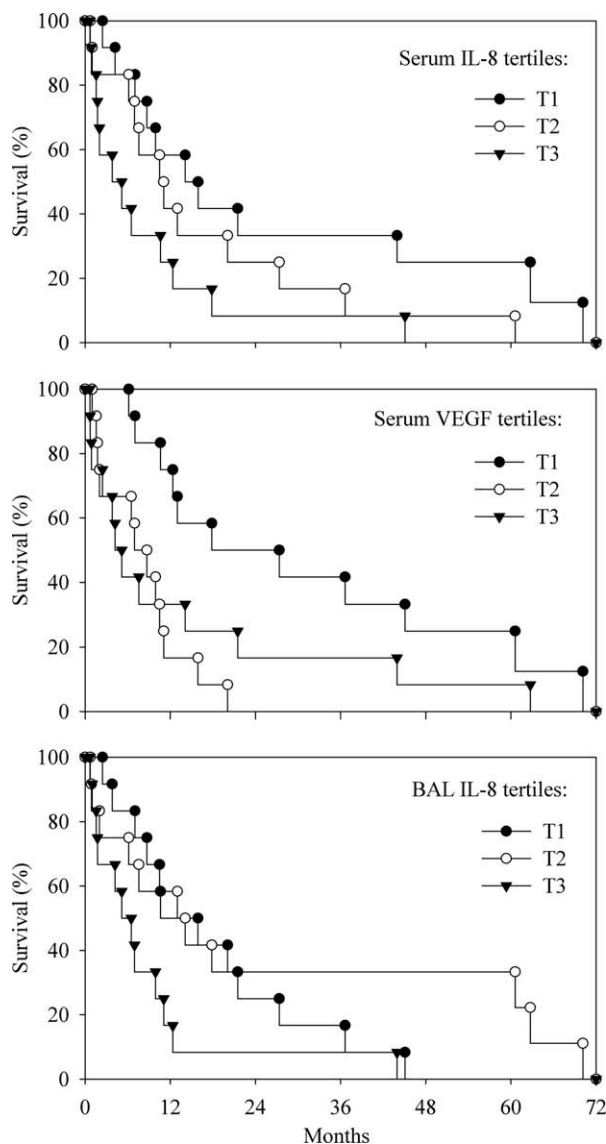 100
80
60
40
20
0
Survival (%)
Serum IL-8 tertiles:
T1
T2
T3
100
80
60
40
20
0
Survival (%)
Serum VEGF tertiles:
T1
T2
T3
100
80
60
40
20
0
Survival (%)
BAL IL-8 tertiles:
T1
T2
T3
0 12 24 36 48 60 72
Months